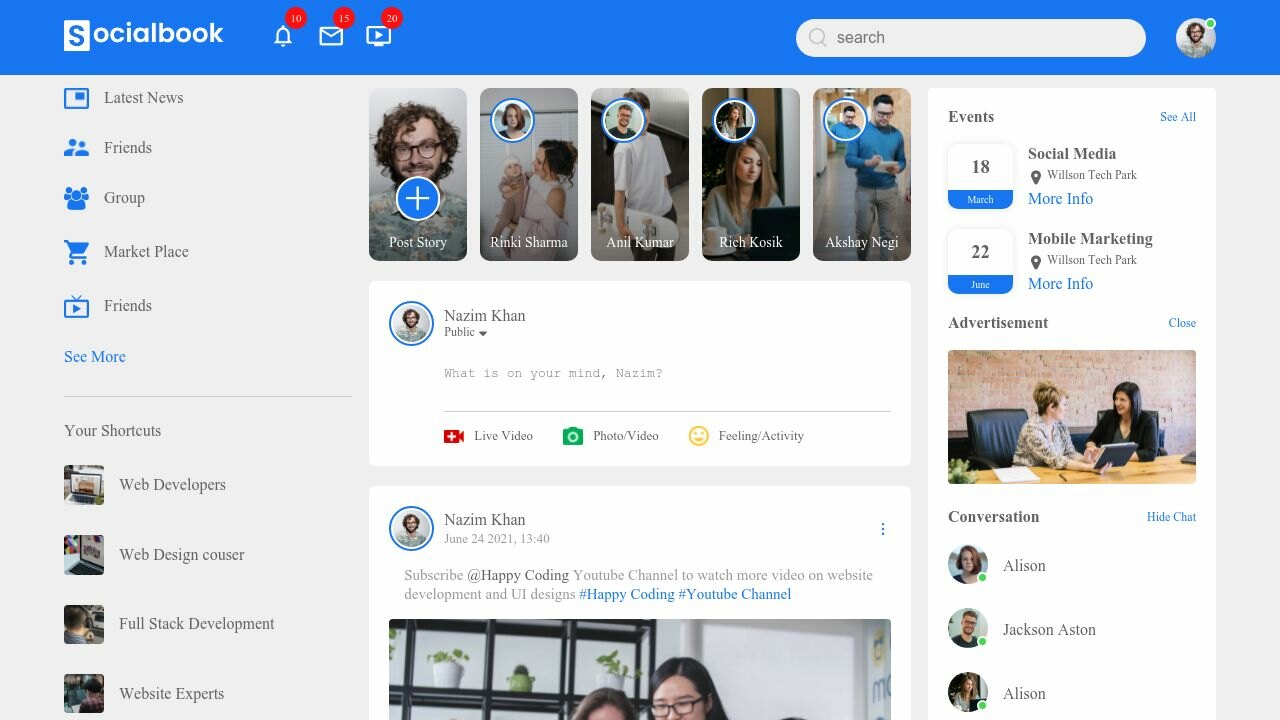 Socialbook
10
15
20
search
Latest News
Friends
Group
Market Place
Friends
See More
Your Shortcuts
Web Developers
Web Design couser
Full Stack Development
Website Experts
Post Story
Rinki Sharma
Anil Kumar
Rich Kosik
Akshay Negi
Nazim Khan
Public
What is on your mind, Nazim?
Live Video
Photo/Video
Feeling/Activity
Nazim Khan
June 24 2021, 13:40
Subscribe @Happy Coding Youtube Channel to watch more video on website
development and UI designs #Happy Coding #Youtube Channel
Events
See All
18
March
Social Media
Willson Tech Park
More Info
22
June
Mobile Marketing
Willson Tech Park
More Info
Advertisement
Close
Conversation
Hide Chat
Alison
Jackson Aston
Alison